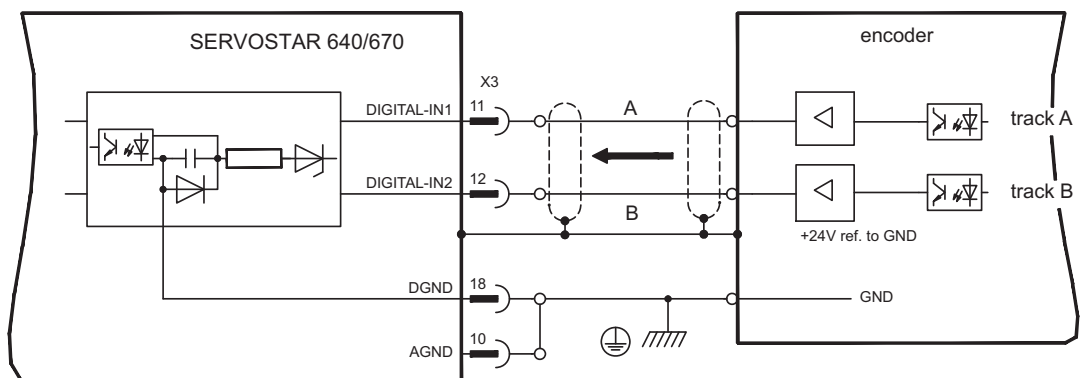 SERVOSTAR 640/670
encoder
X3
DIGITAL-IN1
11
A
track A
DIGITAL-IN2
12
B
track B
+24V ref. to GND
DGND
18
GND
AGND
10